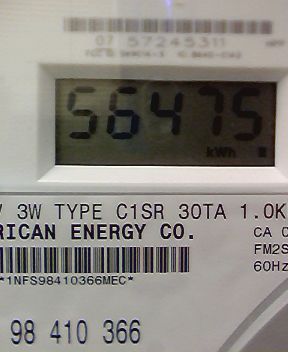 07 57245311
56475
kWh
3W TYPE C1SR 30TA 1.0K
RICAN ENERGY CO.
CA
FM2S
60Hz
*1NFS98410366MEC*
98 410 366